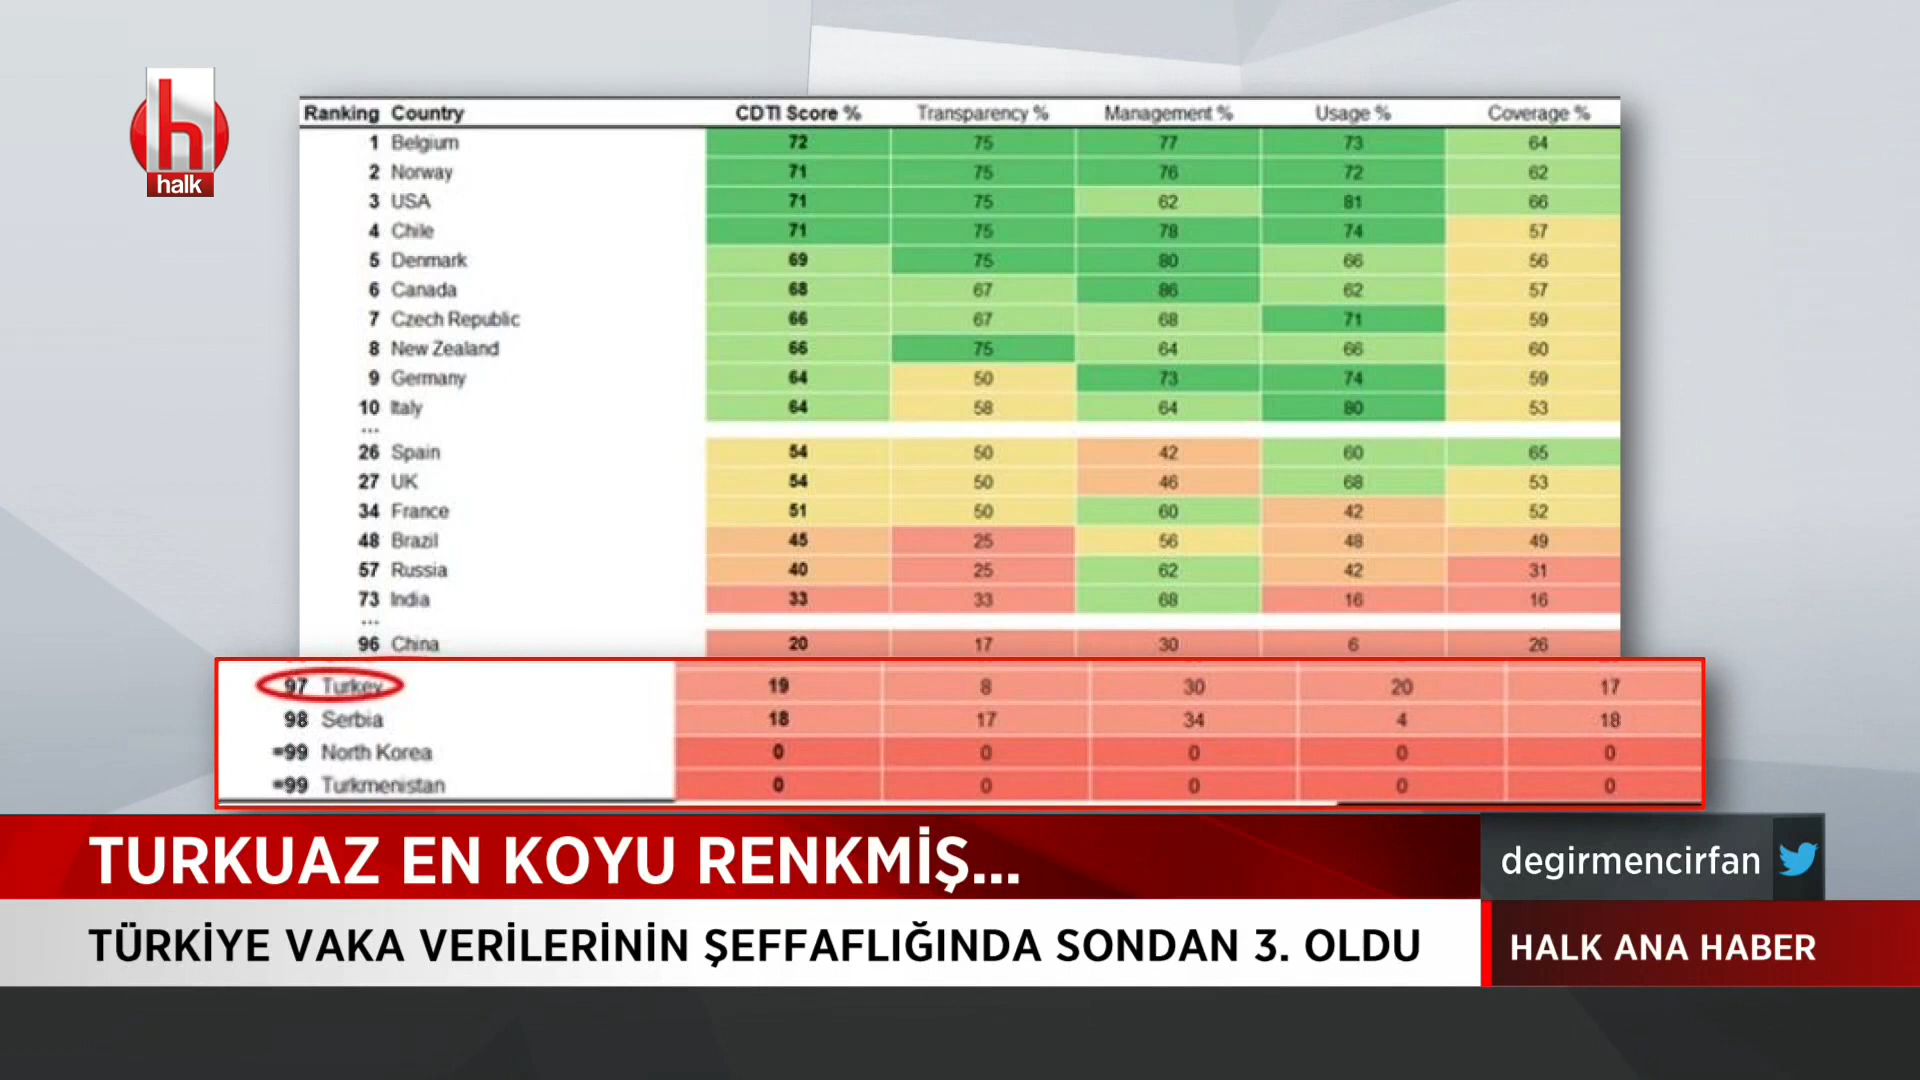 h
halk
Ranking Country CDTI Score % Transparency % Management % Usage % Coverage %
1 Belgium 72 75 77 73 64
2 Norway 71 75 76 72 62
3 USA 71 75 62 81 66
4 Chile 71 75 78 74 57
5 Denmark 69 75 80 66 56
6 Canada 68 67 86 62 57
7 Czech Republic 66 67 68 71 59
8 New Zealand 66 75 64 66 60
9 Germany 64 50 73 74 59
10 Italy 64 58 64 80 53
...
26 Spain 54 50 42 60 65
27 UK 54 50 46 68 53
34 France 51 50 60 42 52
48 Brazil 45 25 56 48 49
57 Russia 40 25 62 42 31
73 India 33 33 68 16 16
...
96 China 20 17 30 6 26
97 Turkey 19 8 30 20 17
98 Serbia 18 17 34 4 18
=99 North Korea 0 0 0 0 0
=99 Turkmenistan 0 0 0 0 0
TURKUAZ EN KOYU RENKMİŞ...
degirmencirfan
TÜRKİYE VAKA VERİLERİNİN ŞEFFAFLIĞINDA SONDAN 3. OLDU
HALK ANA HABER